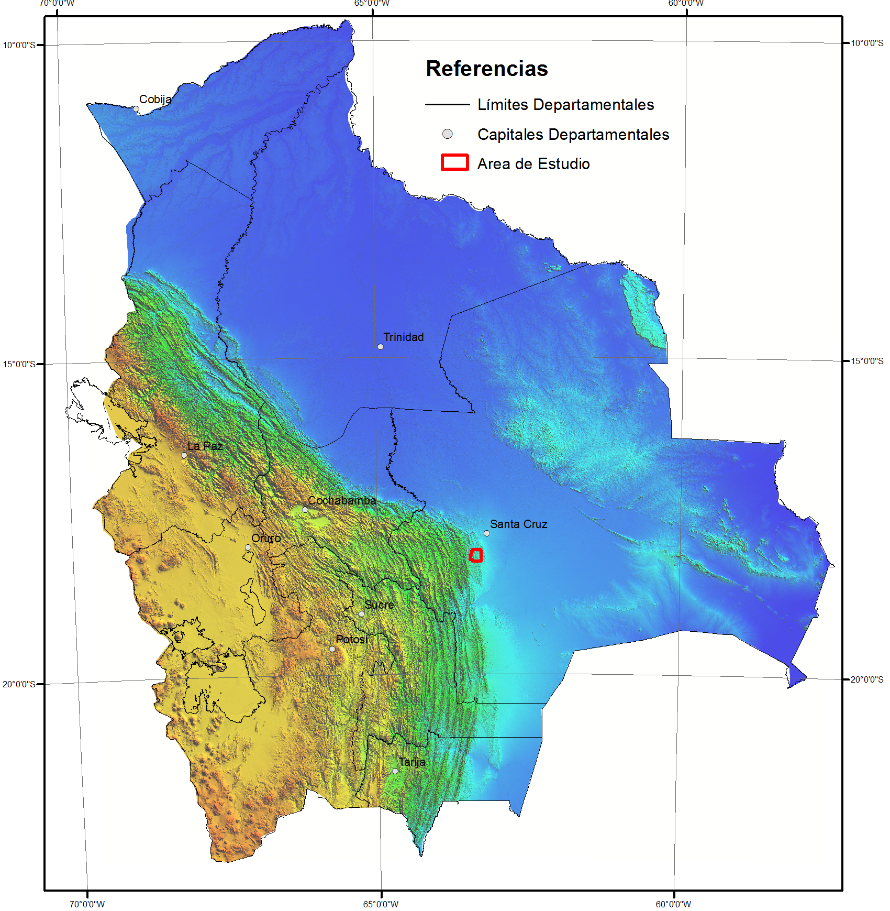 70°0'0"W 65°0'0"W 60°0'0"W
10°0'0"S 10°0'0"S
Referencias
Límites Departamentales
Capitales Departamentales
Area de Estudio
Cobija
Trinidad
15°0'0"S 15°0'0"S
La Paz
Cochabamba
Santa Cruz
Oruro
Sucre
Potosí
20°0'0"S 20°0'0"S
Tarija
70°0'0"W 65°0'0"W 60°0'0"W